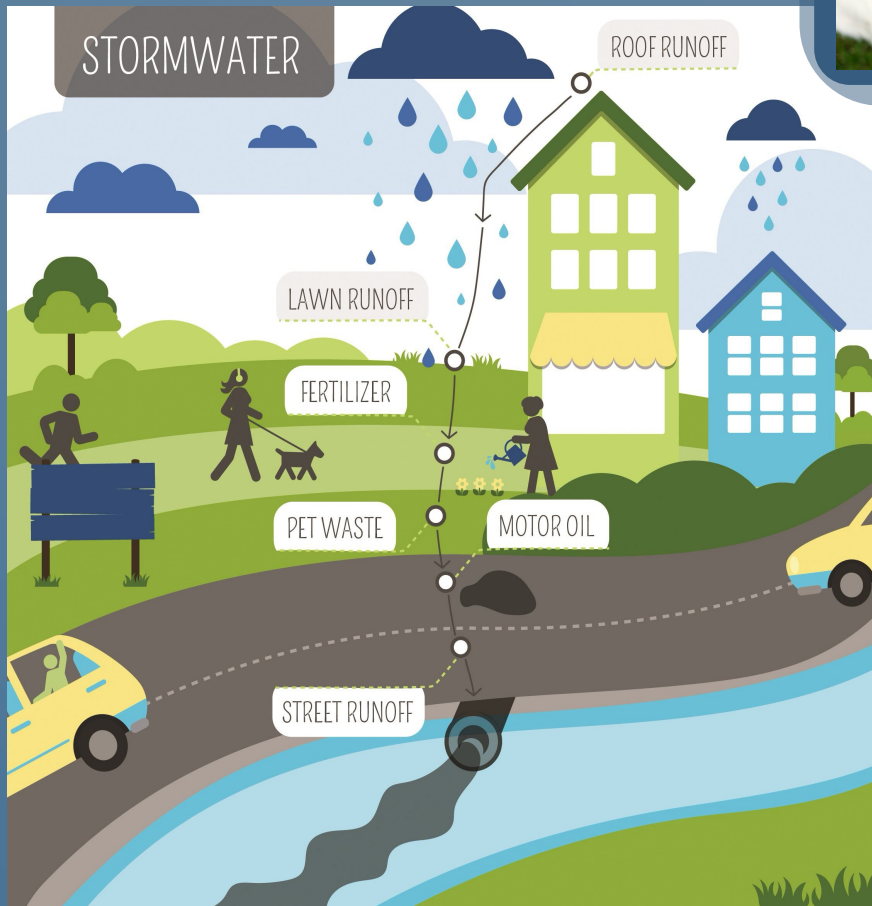 STORMWATER
ROOF RUNOFF
LAWN RUNOFF
FERTILIZER
PET WASTE
MOTOR OIL
STREET RUNOFF